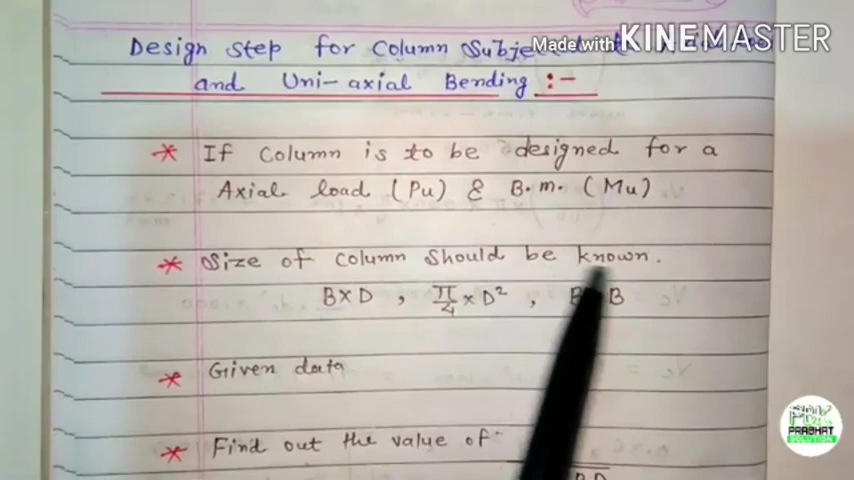 Made with KINEMASTER
Design step for column Subje
and Uni-axial Bending :-
* If column is to be designed for a
Axial load (Pu) & B.m. (Mu)
* Size of column should be known.
B×D , π/4 × D² , B B
* Given data
* Find out the value of
PRABHAT
SOLUTION